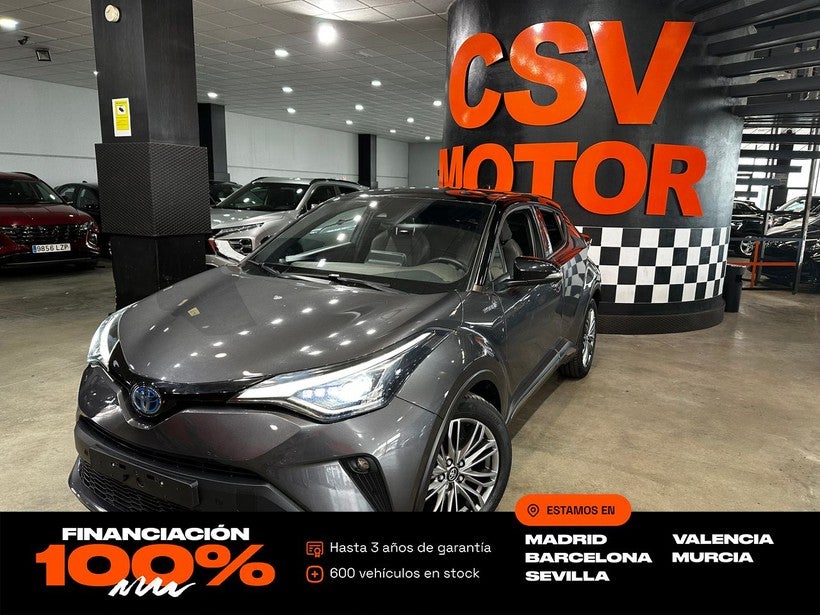 CSV
MOTOR
9856 LZP
ESTAMOS EN
FINANCIACIÓN
100%
Hasta 3 años de garantía
600 vehículos en stock
MADRID
BARCELONA
SEVILLA
VALENCIA
MURCIA